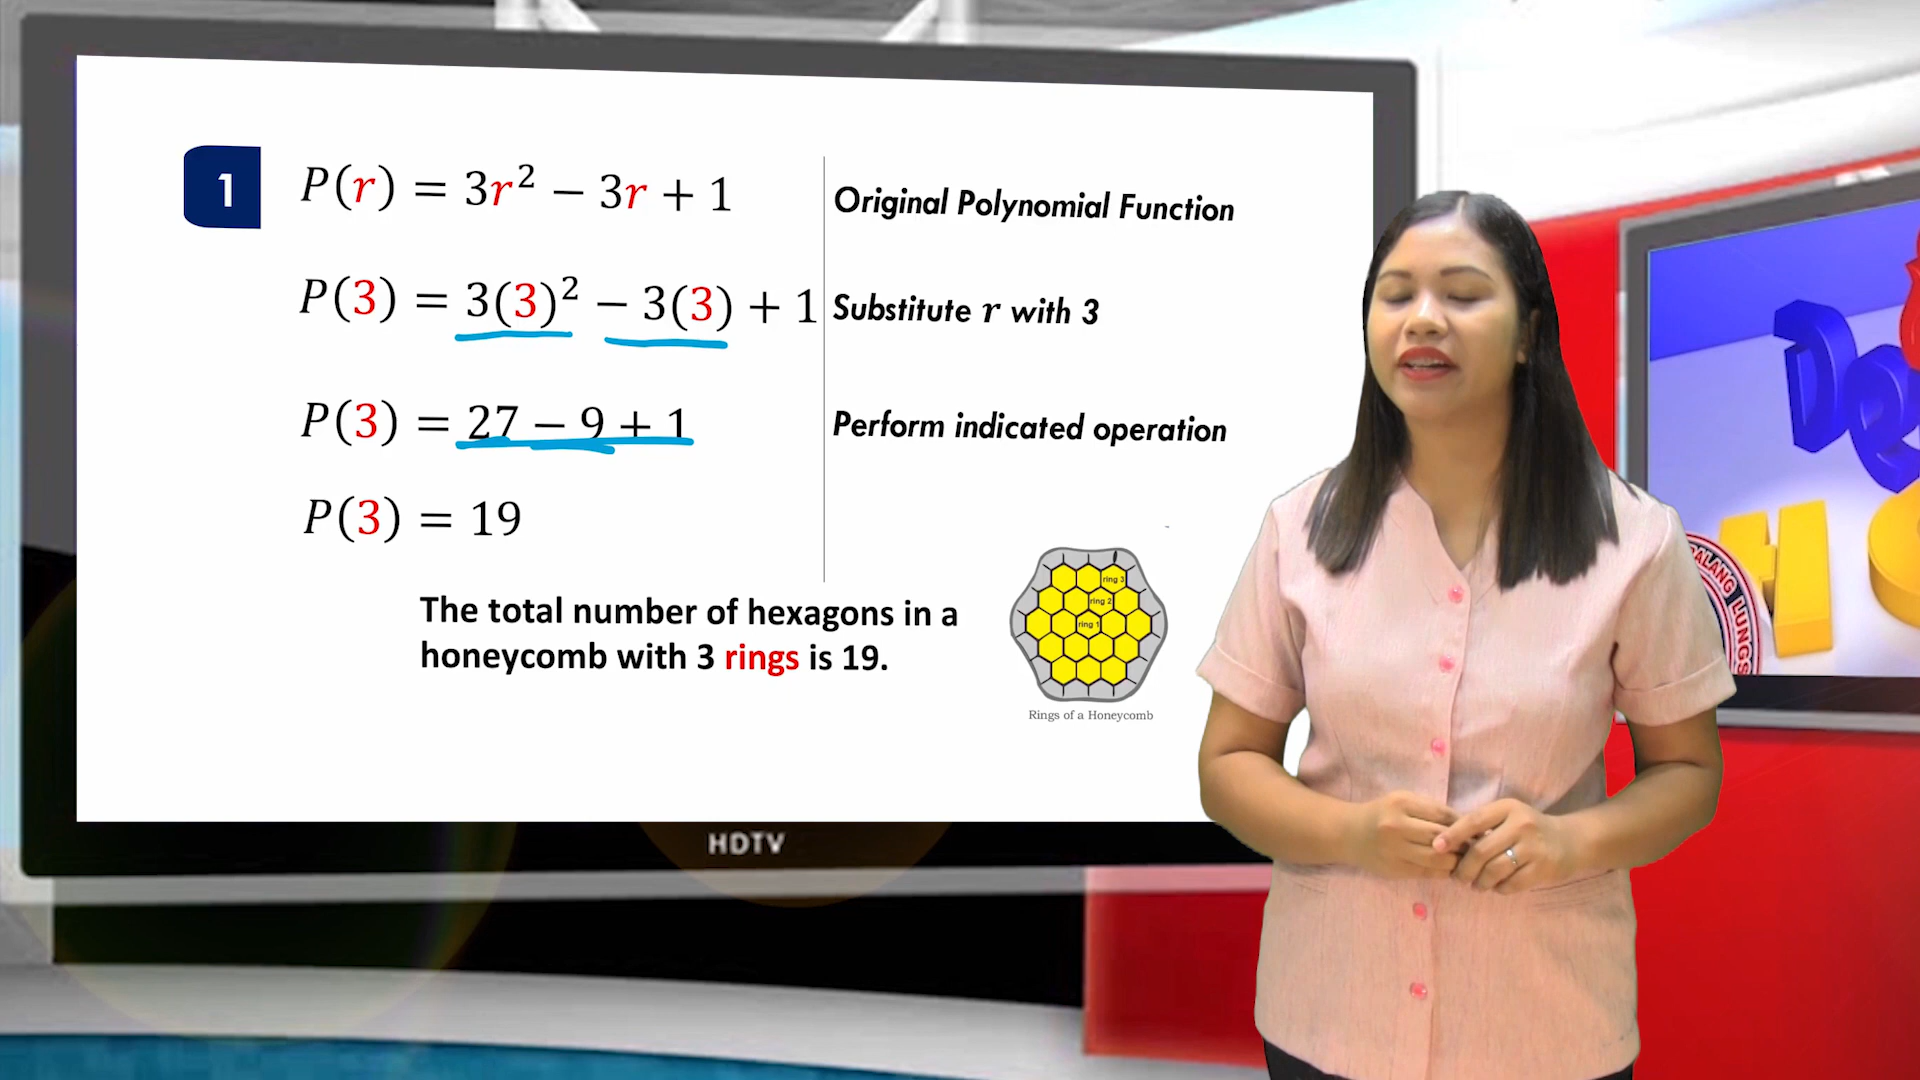 1
P(r) = 3r² − 3r + 1
Original Polynomial Function
P(3) = 3(3)² − 3(3) + 1
Substitute r with 3
P(3) = 27 − 9 + 1
Perform indicated operation
P(3) = 19
The total number of hexagons in a
honeycomb with 3 rings is 19.
ring 3
ring 2
ring 1
Rings of a Honeycomb
HDTV